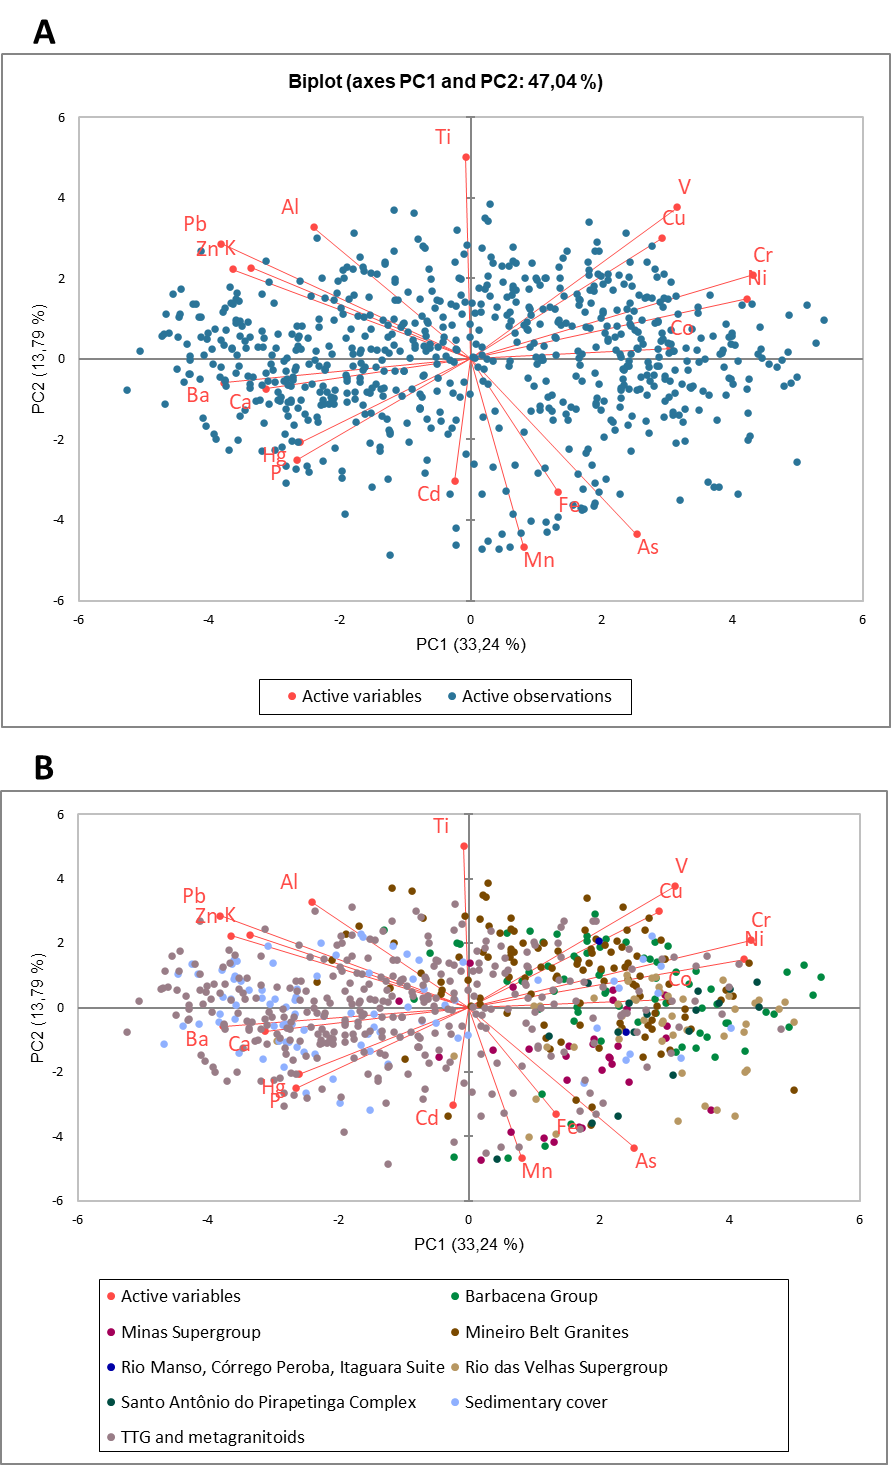 A
Biplot (axes PC1 and PC2: 47,04 %)
6
Ti
V
4
Al
Cu
Pb
Zn K
Cr
2
Ni
Co
0
Ba
Ca
-2
Hg
P
Cd
Fe
-4
As
Mn
-6
PC2 (13,79 %)
-6 -4 -2 0 2 4 6
PC1 (33,24 %)
Active variables Active observations
B
6
Ti
V
4
Al
Cu
Pb
Zn K
Cr
2
Ni
Co
0
Ba
Ca
-2
Hg
P
Cd
Fe
-4
As
Mn
-6
PC2 (13,79 %)
-6 -4 -2 0 2 4 6
PC1 (33,24 %)
Active variables Barbacena Group
Minas Supergroup Mineiro Belt Granites
Rio Manso, Córrego Peroba, Itaguara Suite Rio das Velhas Supergroup
Santo Antônio do Pirapetinga Complex Sedimentary cover
TTG and metagranitoids